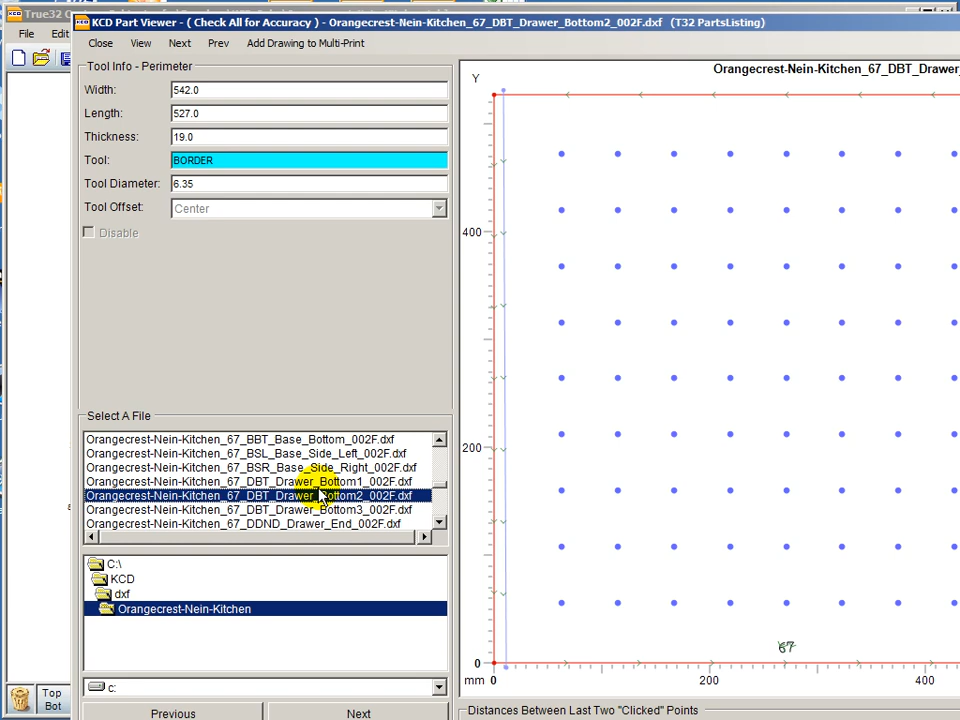 True32
KCD Part Viewer - ( Check All for Accuracy ) - Orangecrest-Nein-Kitchen_67_DBT_Drawer_Bottom2_002F.dxf (T32 PartsListing)
File Edit
Close View Next Prev Add Drawing to Multi-Print
Tool Info - Perimeter
Width: 542.0
Length: 527.0
Thickness: 19.0
Tool: BORDER
Tool Diameter: 6.35
Tool Offset: Center
Disable
Select A File
Orangecrest-Nein-Kitchen_67_BBT_Base_Bottom_002F.dxf
Orangecrest-Nein-Kitchen_67_BSL_Base_Side_Left_002F.dxf
Orangecrest-Nein-Kitchen_67_BSR_Base_Side_Right_002F.dxf
Orangecrest-Nein-Kitchen_67_DBT_Drawer_Bottom1_002F.dxf
Orangecrest-Nein-Kitchen_67_DBT_Drawer_Bottom2_002F.dxf
Orangecrest-Nein-Kitchen_67_DBT_Drawer_Bottom3_002F.dxf
Orangecrest-Nein-Kitchen_67_DDND_Drawer_End_002F.dxf
C:\
KCD
dxf
Orangecrest-Nein-Kitchen
c:
Previous Next
Top
Bot
Orangecrest-Nein-Kitchen_67_DBT_Drawer_
Y
400
200
0
67
mm 0 200 400
Distances Between Last Two "Clicked" Points